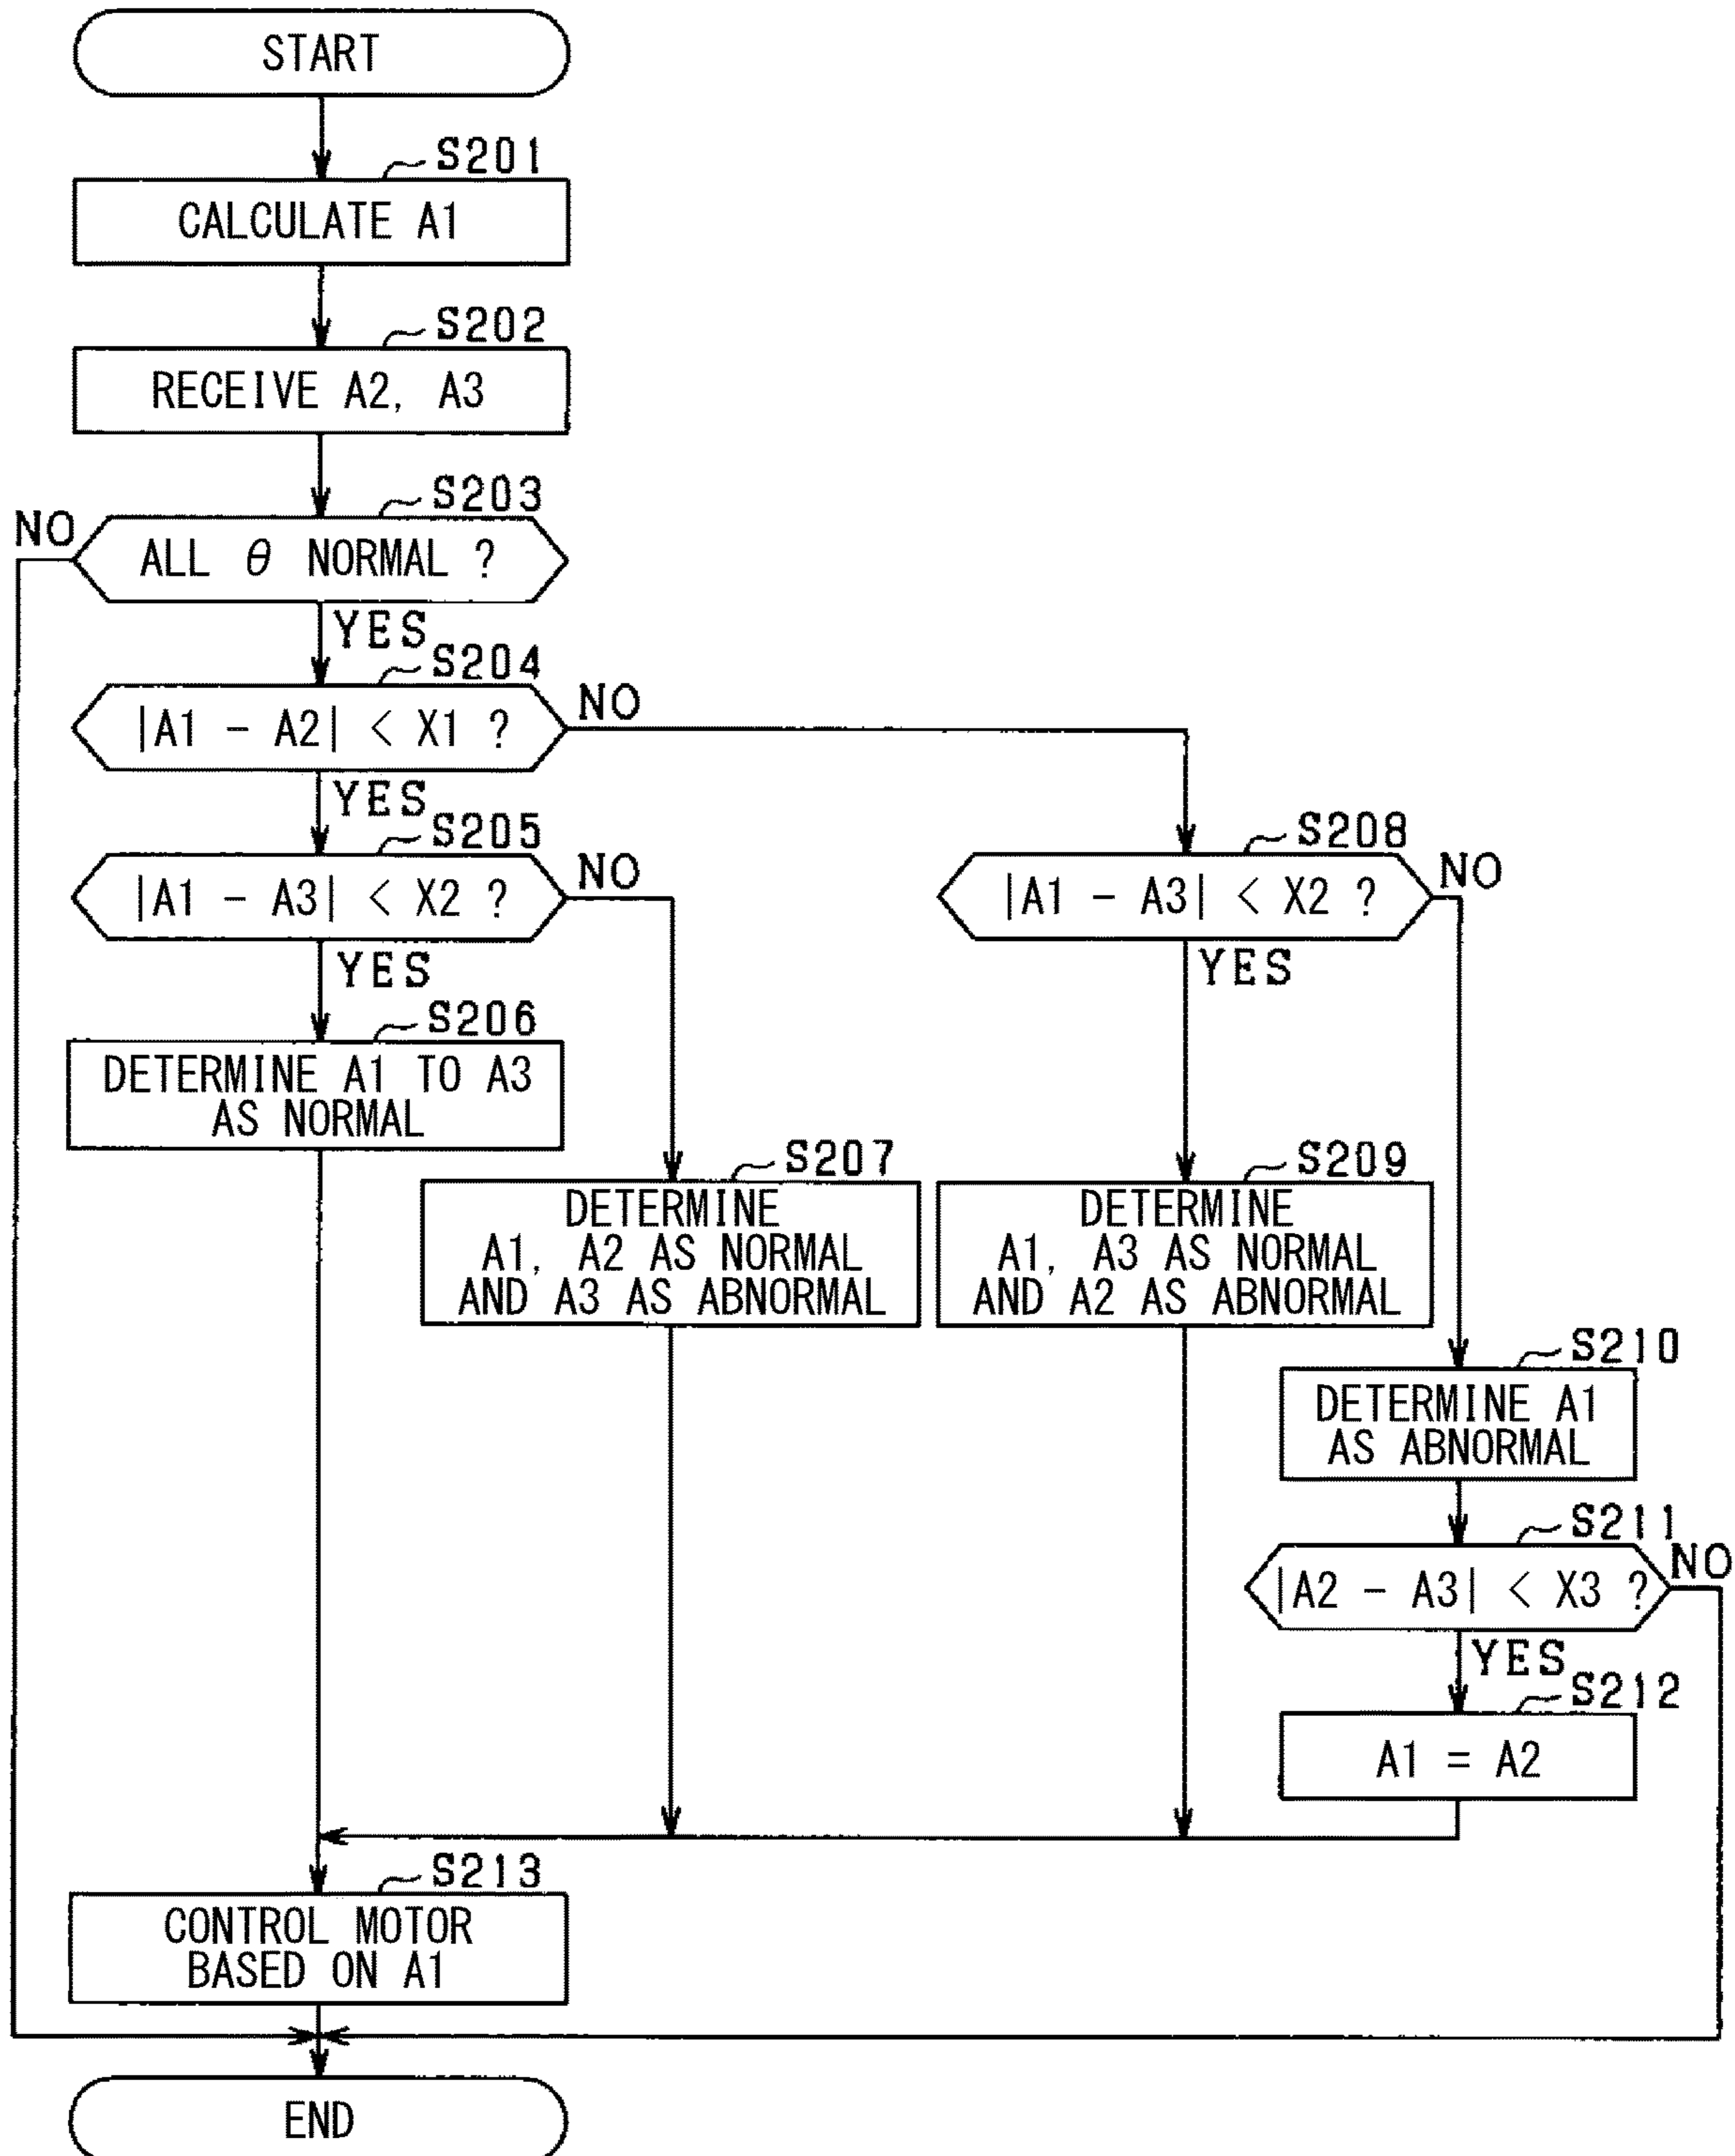 START
S201
CALCULATE A1
S202
RECEIVE A2, A3
S203
NO
ALL θ NORMAL ?
YES
S204
|A1 - A2| < X1 ?
NO
YES
S205
|A1 - A3| < X2 ?
NO
S208
|A1 - A3| < X2 ?
NO
YES
YES
S206
DETERMINE A1 TO A3
AS NORMAL
S207
DETERMINE
A1, A2 AS NORMAL
AND A3 AS ABNORMAL
S209
DETERMINE
A1, A3 AS NORMAL
AND A2 AS ABNORMAL
S210
DETERMINE A1
AS ABNORMAL
S211
|A2 - A3| < X3 ?
NO
YES
S212
A1 = A2
S213
CONTROL MOTOR
BASED ON A1
END